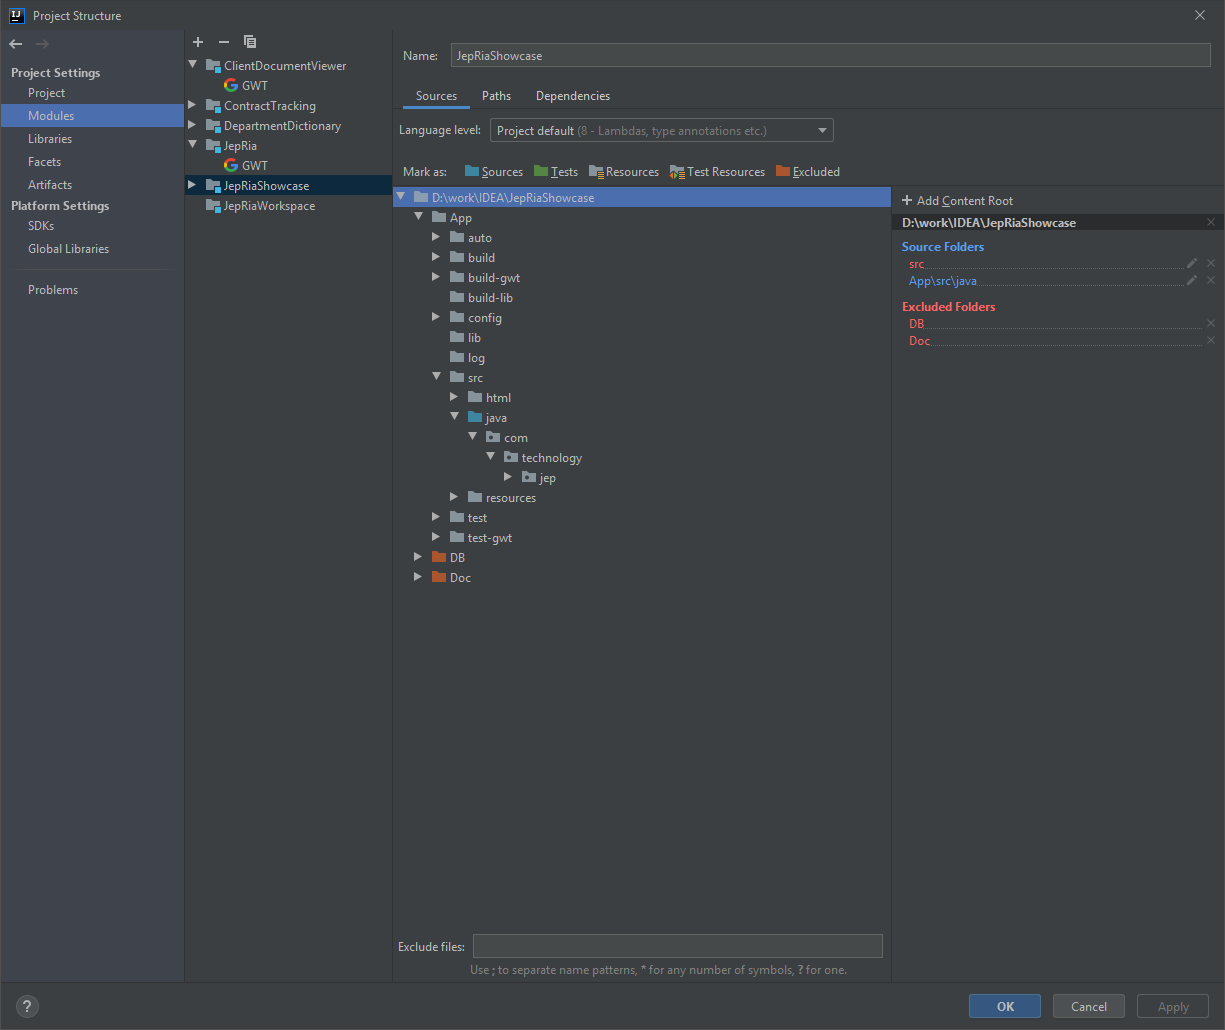 Project Structure
Project Settings
Project
Modules
Libraries
Facets
Artifacts
Platform Settings
SDKs
Global Libraries
Problems
ClientDocumentViewer
GWT
ContractTracking
DepartmentDictionary
JepRia
GWT
JepRiaShowcase
JepRiaWorkspace
Name: JepRiaShowcase
Sources Paths Dependencies
Language level: Project default (8 - Lambdas, type annotations etc.)
Mark as: Sources Tests Resources Test Resources Excluded
D:\work\IDEA\JepRiaShowcase
App
auto
build
build-gwt
build-lib
config
lib
log
src
html
java
com
technology
jep
resources
test
test-gwt
DB
Doc
+ Add Content Root
D:\work\IDEA\JepRiaShowcase
Source Folders
src
App\src\java
Excluded Folders
DB
Doc
Exclude files:
Use ; to separate name patterns, * for any number of symbols, ? for one.
? OK Cancel Apply